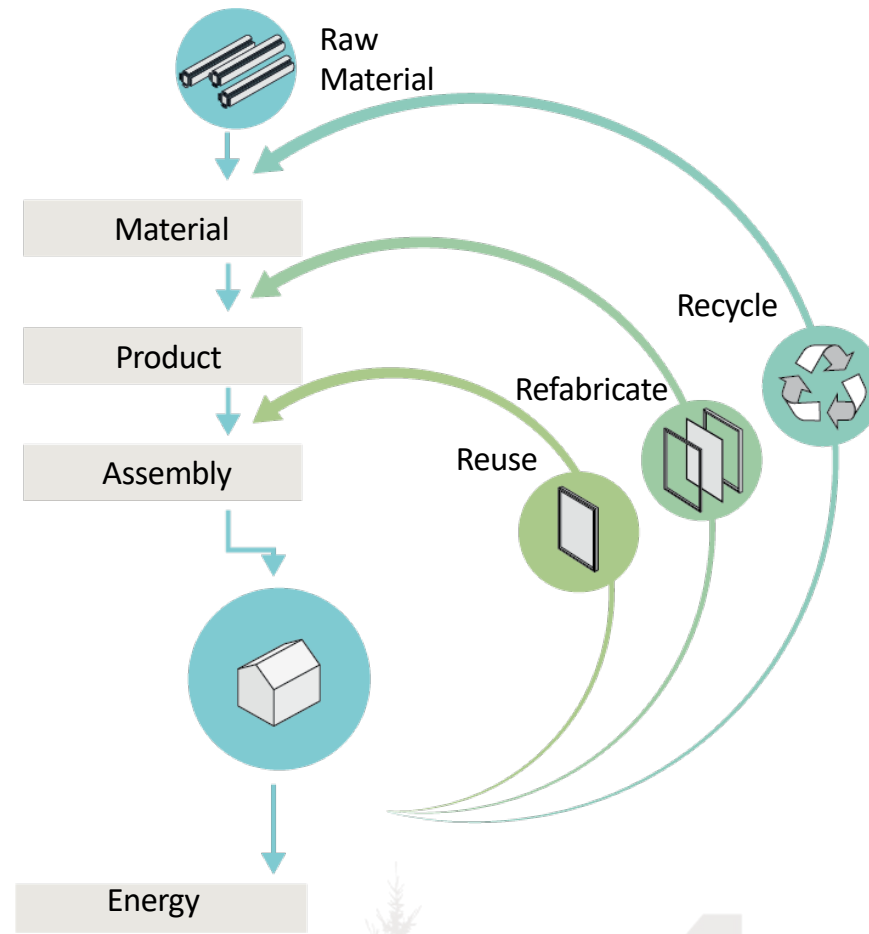 Raw
Material
Material
Recycle
Product
Refabricate
Reuse
Assembly
Energy